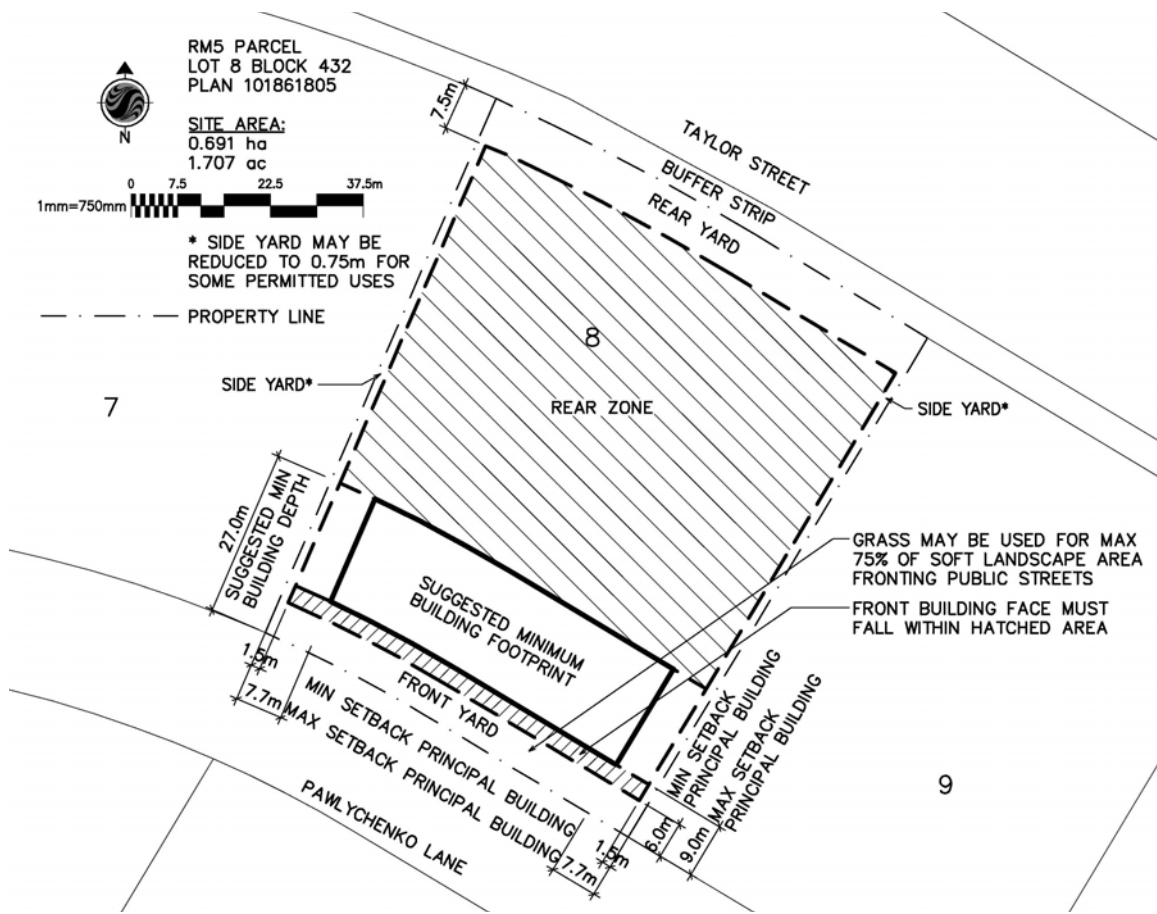 RM5 PARCEL
LOT 8 BLOCK 432
PLAN 101861805
N
SITE AREA:
0.691 ha
1.707 ac
0 7.5 22.5 37.5m
1mm=750mm
* SIDE YARD MAY BE
REDUCED TO 0.75m FOR
SOME PERMITTED USES
PROPERTY LINE
7.5m
TAYLOR STREET
BUFFER STRIP
REAR YARD
8
SIDE YARD*
REAR ZONE
SIDE YARD*
7
27.0m
SUGGESTED MIN
BUILDING DEPTH
SUGGESTED MINIMUM
BUILDING FOOTPRINT
GRASS MAY BE USED FOR MAX
75% OF SOFT LANDSCAPE AREA
FRONTING PUBLIC STREETS
FRONT BUILDING FACE MUST
FALL WITHIN HATCHED AREA
1.5m
7.7m
FRONT YARD
MIN SETBACK PRINCIPAL BUILDING
MAX SETBACK PRINCIPAL BUILDING
1.5m
7.7m
6.0m
MIN SETBACK
PRINCIPAL BUILDING
9.0m
MAX SETBACK
PRINCIPAL BUILDING
9
PAWLYCHENKO LANE